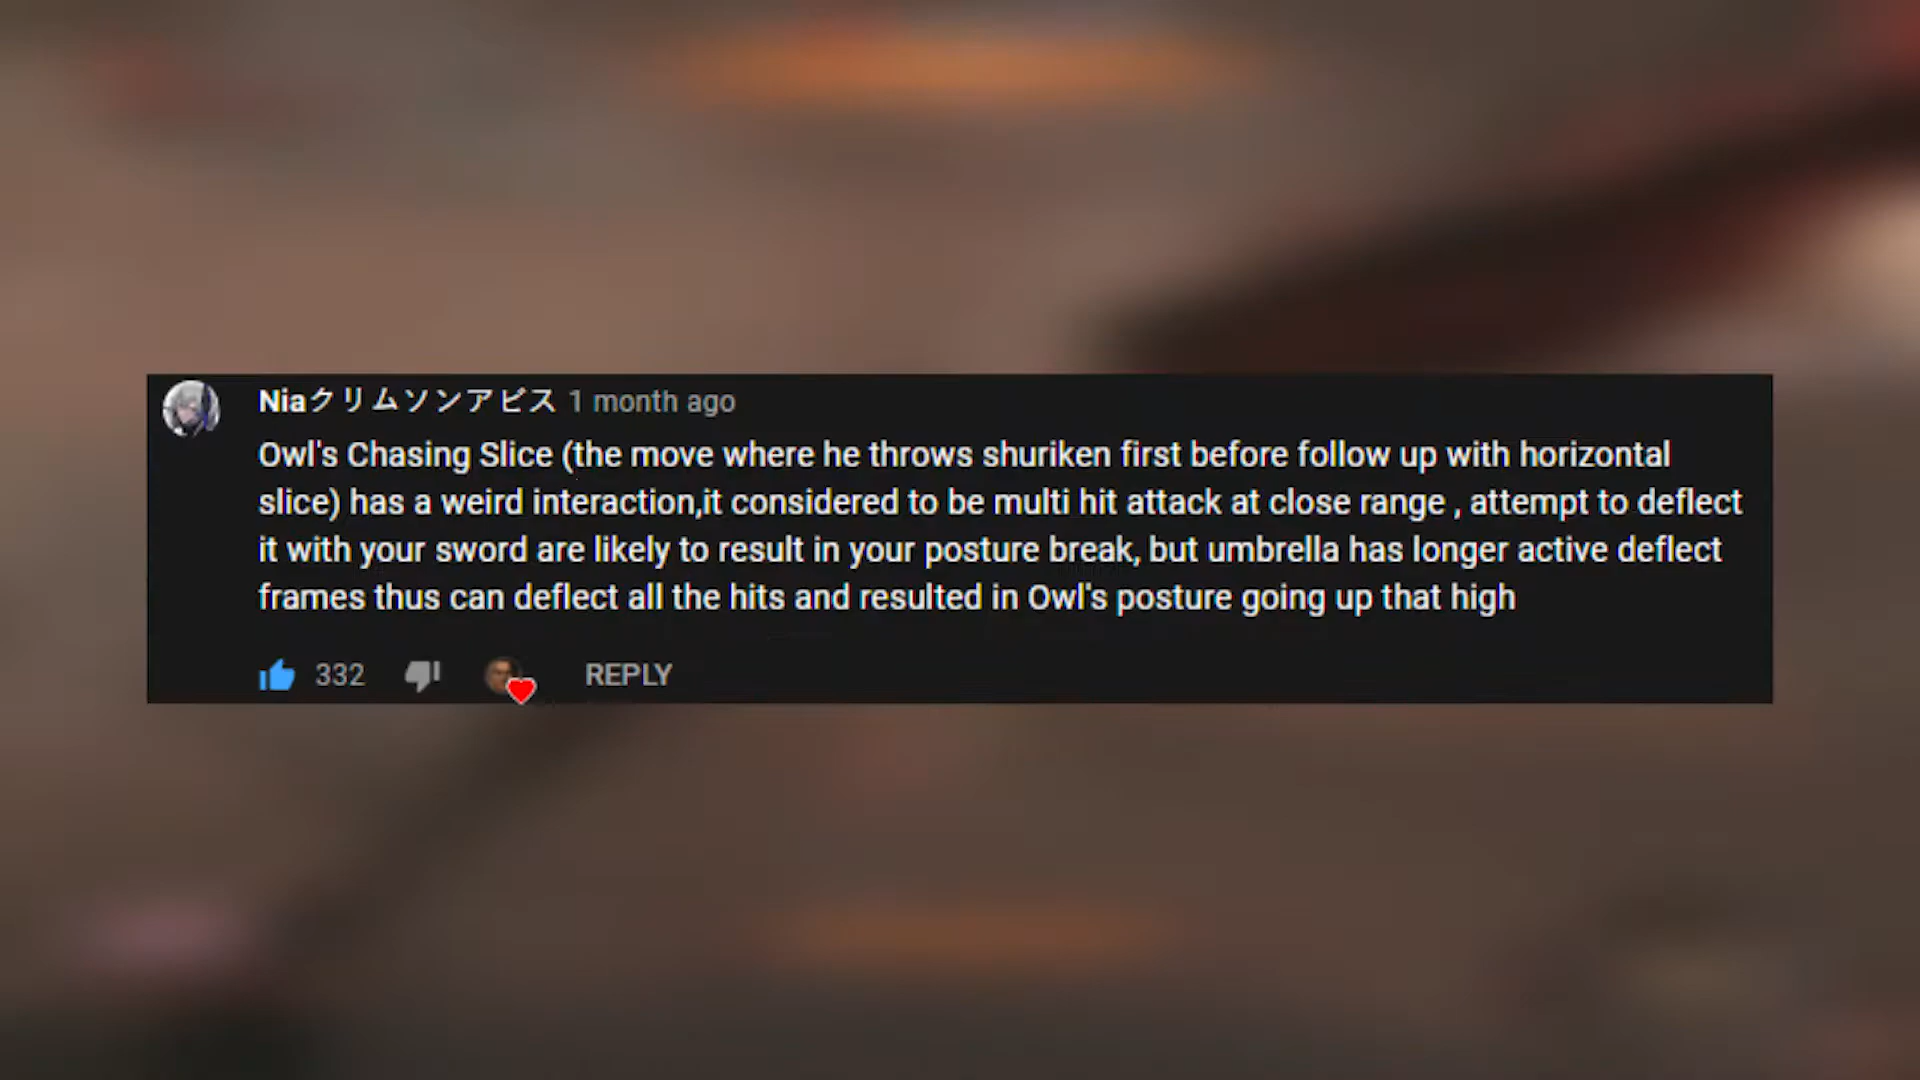 Niaクリムソンアビス 1 month ago
Owl's Chasing Slice (the move where he throws shuriken first before follow up with horizontal
slice) has a weird interaction,it considered to be multi hit attack at close range , attempt to deflect
it with your sword are likely to result in your posture break, but umbrella has longer active deflect
frames thus can deflect all the hits and resulted in Owl's posture going up that high
332 REPLY